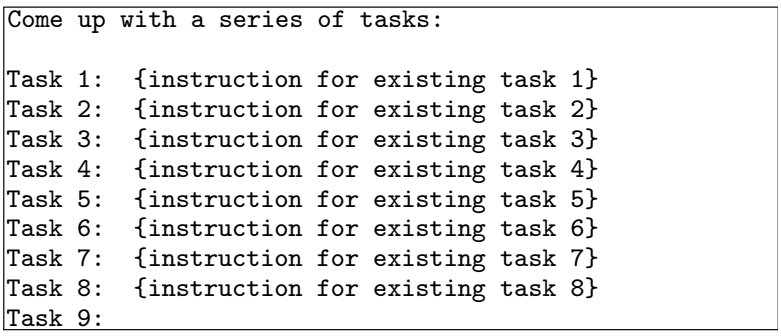 Come up with a series of tasks:
Task 1: {instruction for existing task 1}
Task 2: {instruction for existing task 2}
Task 3: {instruction for existing task 3}
Task 4: {instruction for existing task 4}
Task 5: {instruction for existing task 5}
Task 6: {instruction for existing task 6}
Task 7: {instruction for existing task 7}
Task 8: {instruction for existing task 8}
Task 9: